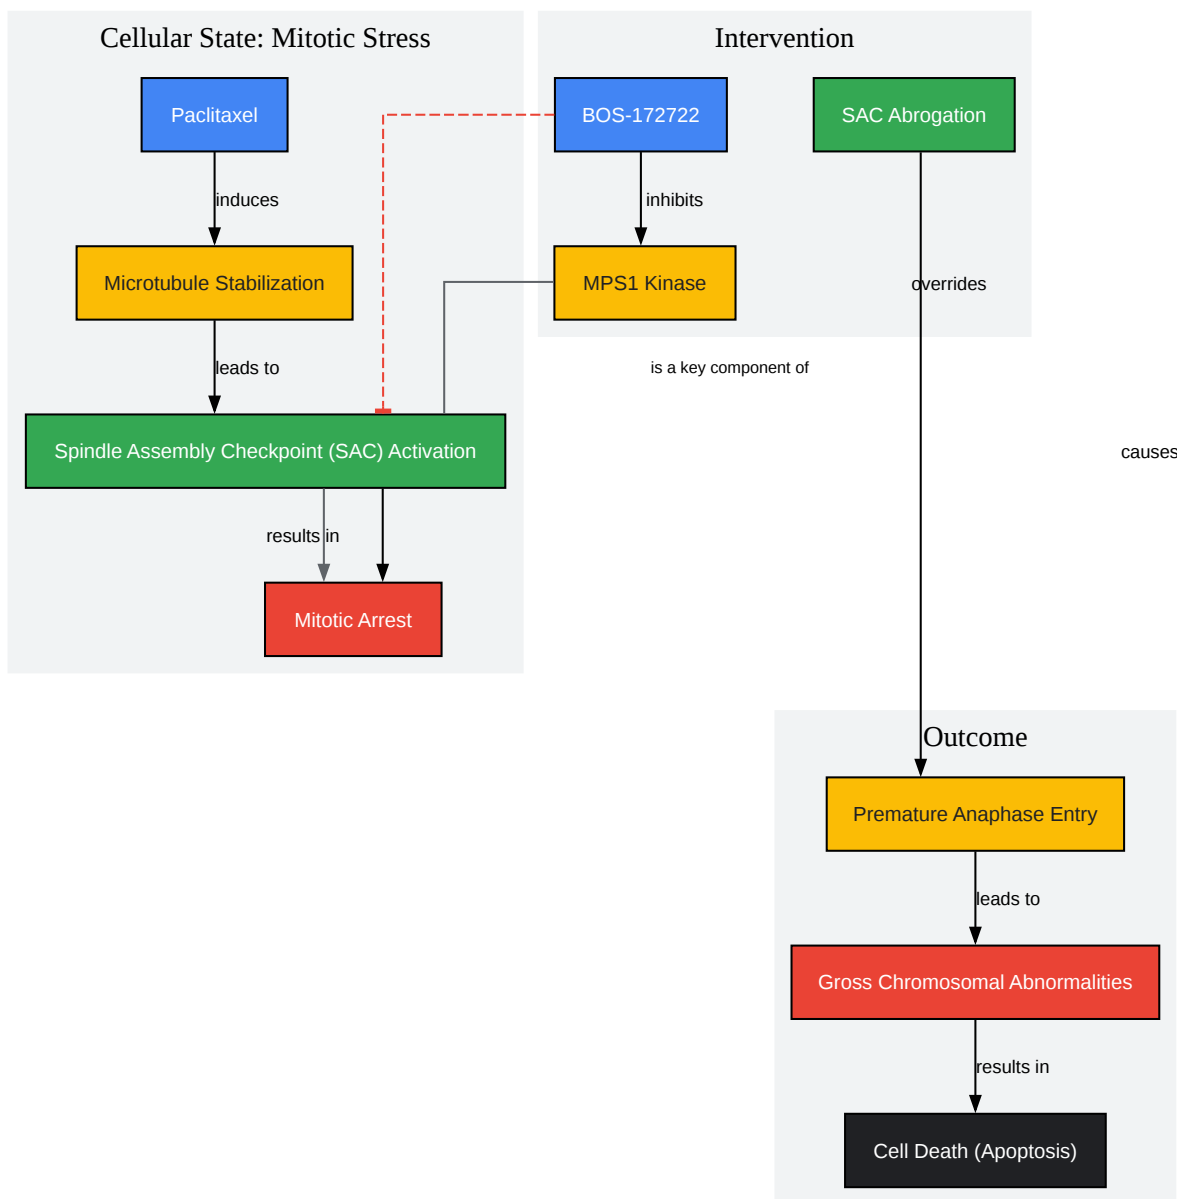 Cellular State: Mitotic Stress
Intervention
Paclitaxel
BOS-172722
SAC Abrogation
induces
inhibits
Microtubule Stabilization
MPS1 Kinase
overrides
leads to
is a key component of
Spindle Assembly Checkpoint (SAC) Activation
causes
results in
Mitotic Arrest
Outcome
Premature Anaphase Entry
leads to
Gross Chromosomal Abnormalities
results in
Cell Death (Apoptosis)